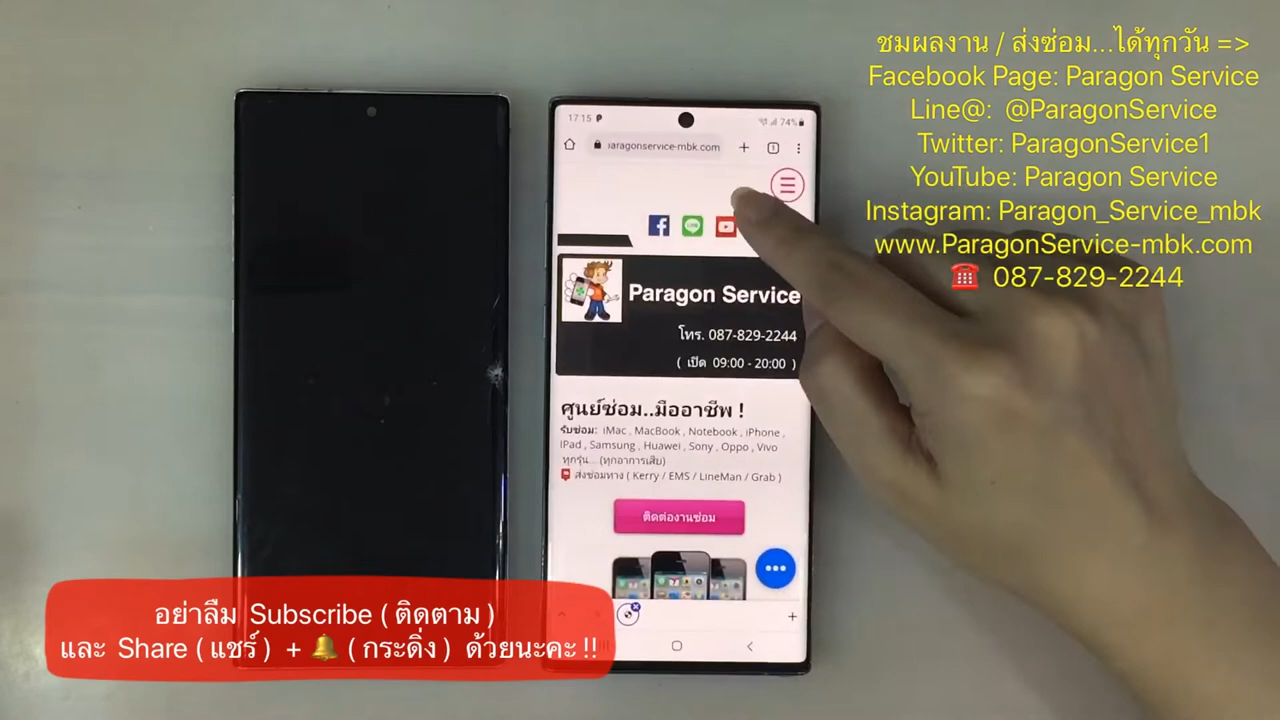 ชมผลงาน / ส่งซ่อม...ได้ทุกวัน =>
Facebook Page: Paragon Service
Line@: @ParagonService
Twitter: ParagonService1
YouTube: Paragon Service
Instagram: Paragon_Service_mbk
www.ParagonService-mbk.com
☎️ 087-829-2244
17:15
74%
paragonservice-mbk.com
Paragon Service
โทร. 087-829-2244
( เปิด 09:00 - 20:00 )
ศูนย์ซ่อม..มืออาชีพ !
รับซ่อม: iMac , MacBook , Notebook , iPhone ,
iPad , Samsung , Huawei , Sony , Oppo , Vivo
ทุกรุ่น... (ทุกอาการเสีย)
ส่งซ่อมทาง ( Kerry / EMS / LineMan / Grab )
ติดต่องานซ่อม
อย่าลืม Subscribe ( ติดตาม )
และ Share ( แชร์ ) + 🔔 ( กระดิ่ง ) ด้วยนะคะ !!